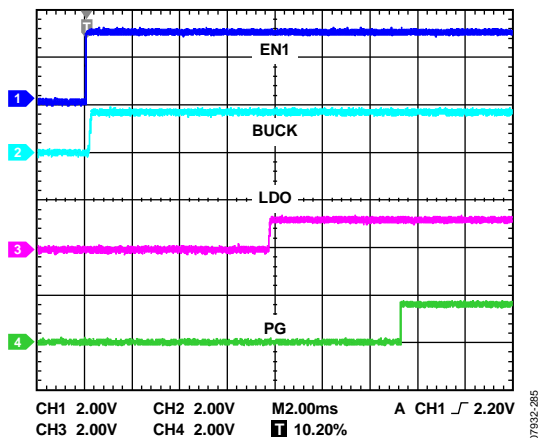 T
EN1
1
BUCK
2
LDO
3
PG
4
CH1 2.00V CH2 2.00V M2.00ms A CH1 2.20V
CH3 2.00V CH4 2.00V T 10.20%
07932-285